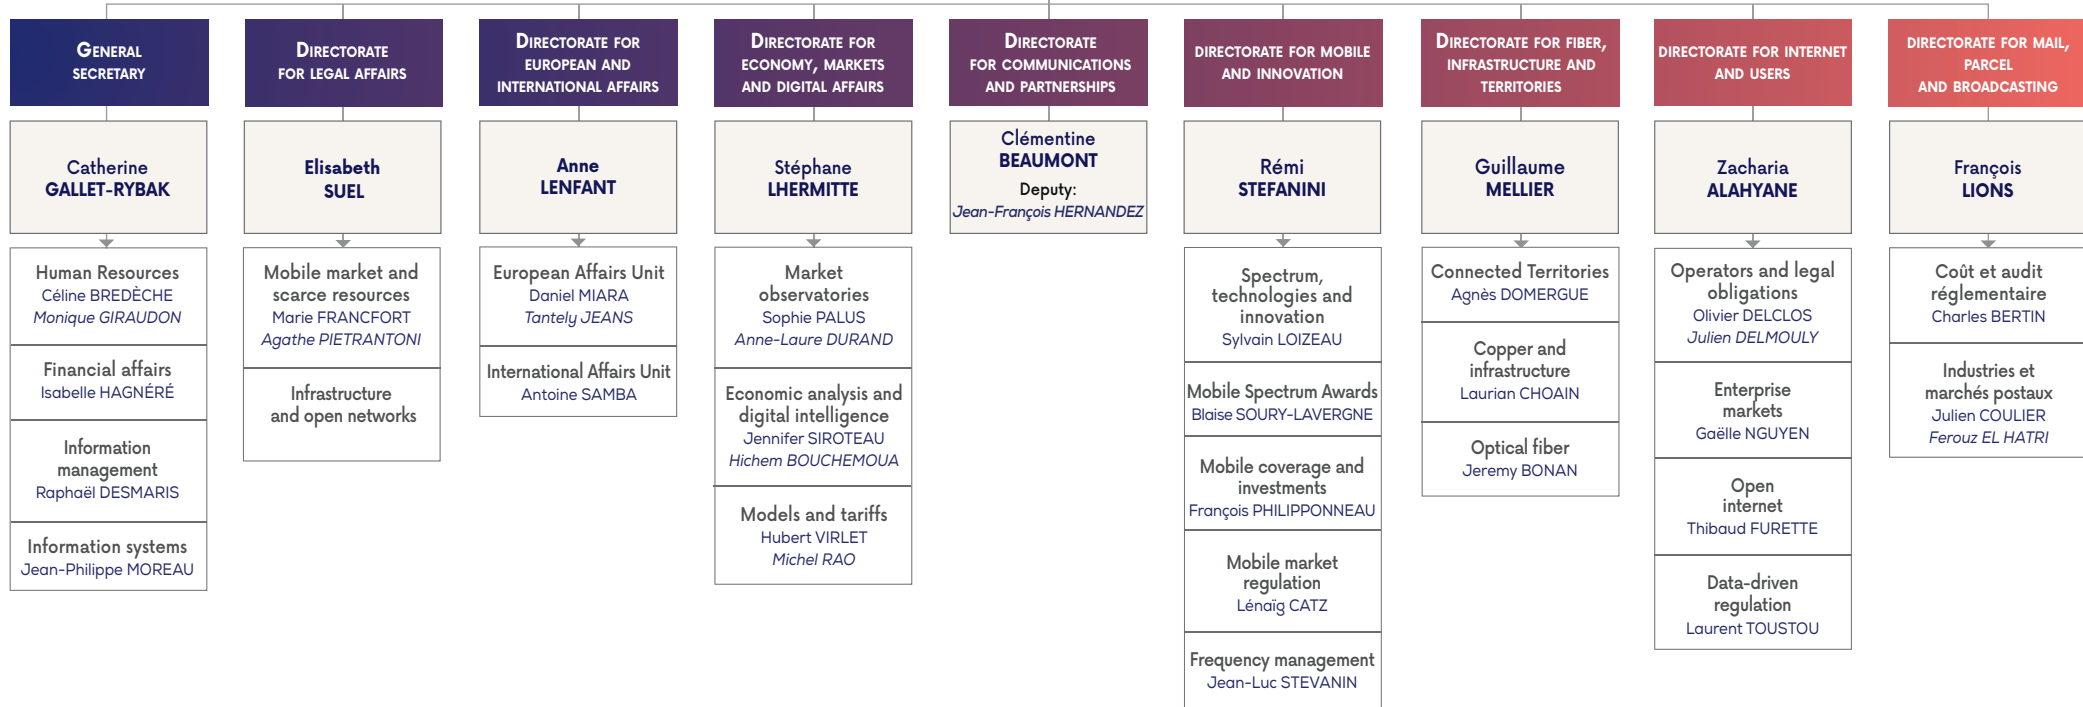 GENERAL
SECRETARY
Catherine
GALLET-RYBAK
Human Resources
Céline BREDÈCHE
Monique GIRAUDON
Financial affairs
Isabelle HAGNÉRÉ
Information
management
Raphaël DESMARIS
Information systems
Jean-Philippe MOREAU
DIRECTORATE
FOR LEGAL AFFAIRS
Elisabeth
SUEL
Mobile market and
scarce resources
Marie FRANCFORT
Agathe PIETRANTONI
Infrastructure
and open networks
DIRECTORATE FOR
EUROPEAN AND
INTERNATIONAL AFFAIRS
Anne
LENFANT
European Affairs Unit
Daniel MIARA
Tantely JEANS
International Affairs Unit
Antoine SAMBA
DIRECTORATE FOR
ECONOMY, MARKETS
AND DIGITAL AFFAIRS
Stéphane
LHERMITTE
Market
observatories
Sophie PALUS
Anne-Laure DURAND
Economic analysis and
digital intelligence
Jennifer SIROTEAU
Hichem BOUCHEMOUA
Models and tariffs
Hubert VIRLET
Michel RAO
DIRECTORATE
FOR COMMUNICATIONS
AND PARTNERSHIPS
Clémentine
BEAUMONT
Deputy:
Jean-François HERNANDEZ
DIRECTORATE FOR MOBILE
AND INNOVATION
Rémi
STEFANINI
Spectrum,
technologies and
innovation
Sylvain LOIZEAU
Mobile Spectrum Awards
Blaise SOURY-LAVERGNE
Mobile coverage and
investments
François PHILIPPONNEAU
Mobile market
regulation
Lénaïg CATZ
Frequency management
Jean-Luc STEVANIN
DIRECTORATE FOR FIBER,
INFRASTRUCTURE AND
TERRITORIES
Guillaume
MELLIER
Connected Territories
Agnès DOMERGUE
Copper and
infrastructure
Laurian CHOAIN
Optical fiber
Jeremy BONAN
DIRECTORATE FOR INTERNET
AND USERS
Zacharia
ALAHYANE
Operators and legal
obligations
Olivier DELCLOS
Julien DELMOULY
Enterprise
markets
Gaëlle NGUYEN
Open
internet
Thibaud FURETTE
Data-driven
regulation
Laurent TOUSTOU
DIRECTORATE FOR MAIL,
PARCEL
AND BROADCASTING
François
LIONS
Coût et audit
réglementaire
Charles BERTIN
Industries et
marchés postaux
Julien COULIER
Ferouz EL HATRI